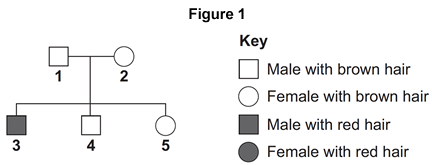 Figure 1
Key
1
2
Male with brown hair
Female with brown hair
Male with red hair
Female with red hair
3
4
5